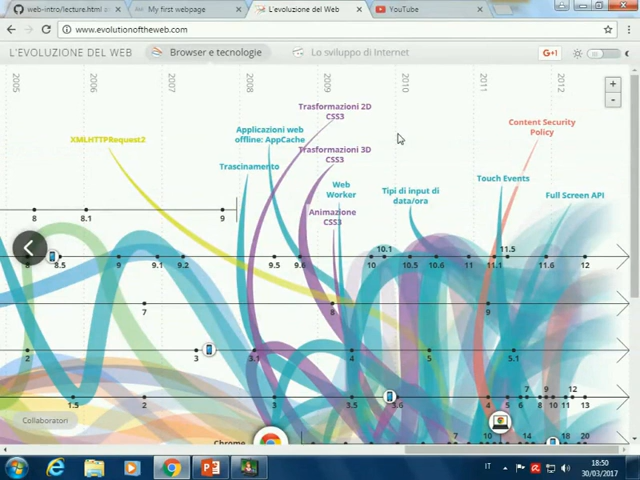 web-intro/lecture.html a
My first webpage
L'evoluzione del Web
YouTube
www.evolutionoftheweb.com
L'EVOLUZIONE DEL WEB
Browser e tecnologie
Lo sviluppo di Internet
G+1
2005
2006
2007
2008
2009
2010
2011
2012
+
-
Trasformazioni 2D
CSS3
XMLHTTPRequest2
Applicazioni web
offline: AppCache
Trasformazioni 3D
CSS3
Content Security
Policy
Trascinamento
Web
Worker
Tipi di input di
data/ora
Touch Events
Full Screen API
Animazione
CSS3
8 8.1 9
8 8.5 9 9.1 9.2 9.5 9.6 10 10.1 10.5 10.6 11 11.1 11.5 11.6 12
7 8 9
2 3 3.1 4 5 5.1
1.5 2 3 3.5 3.6 4 5 6 7 8 9 10 11 12 13
Collaboratori
Chrome
7 10 14 18 20
IT
18:50
30/03/2017